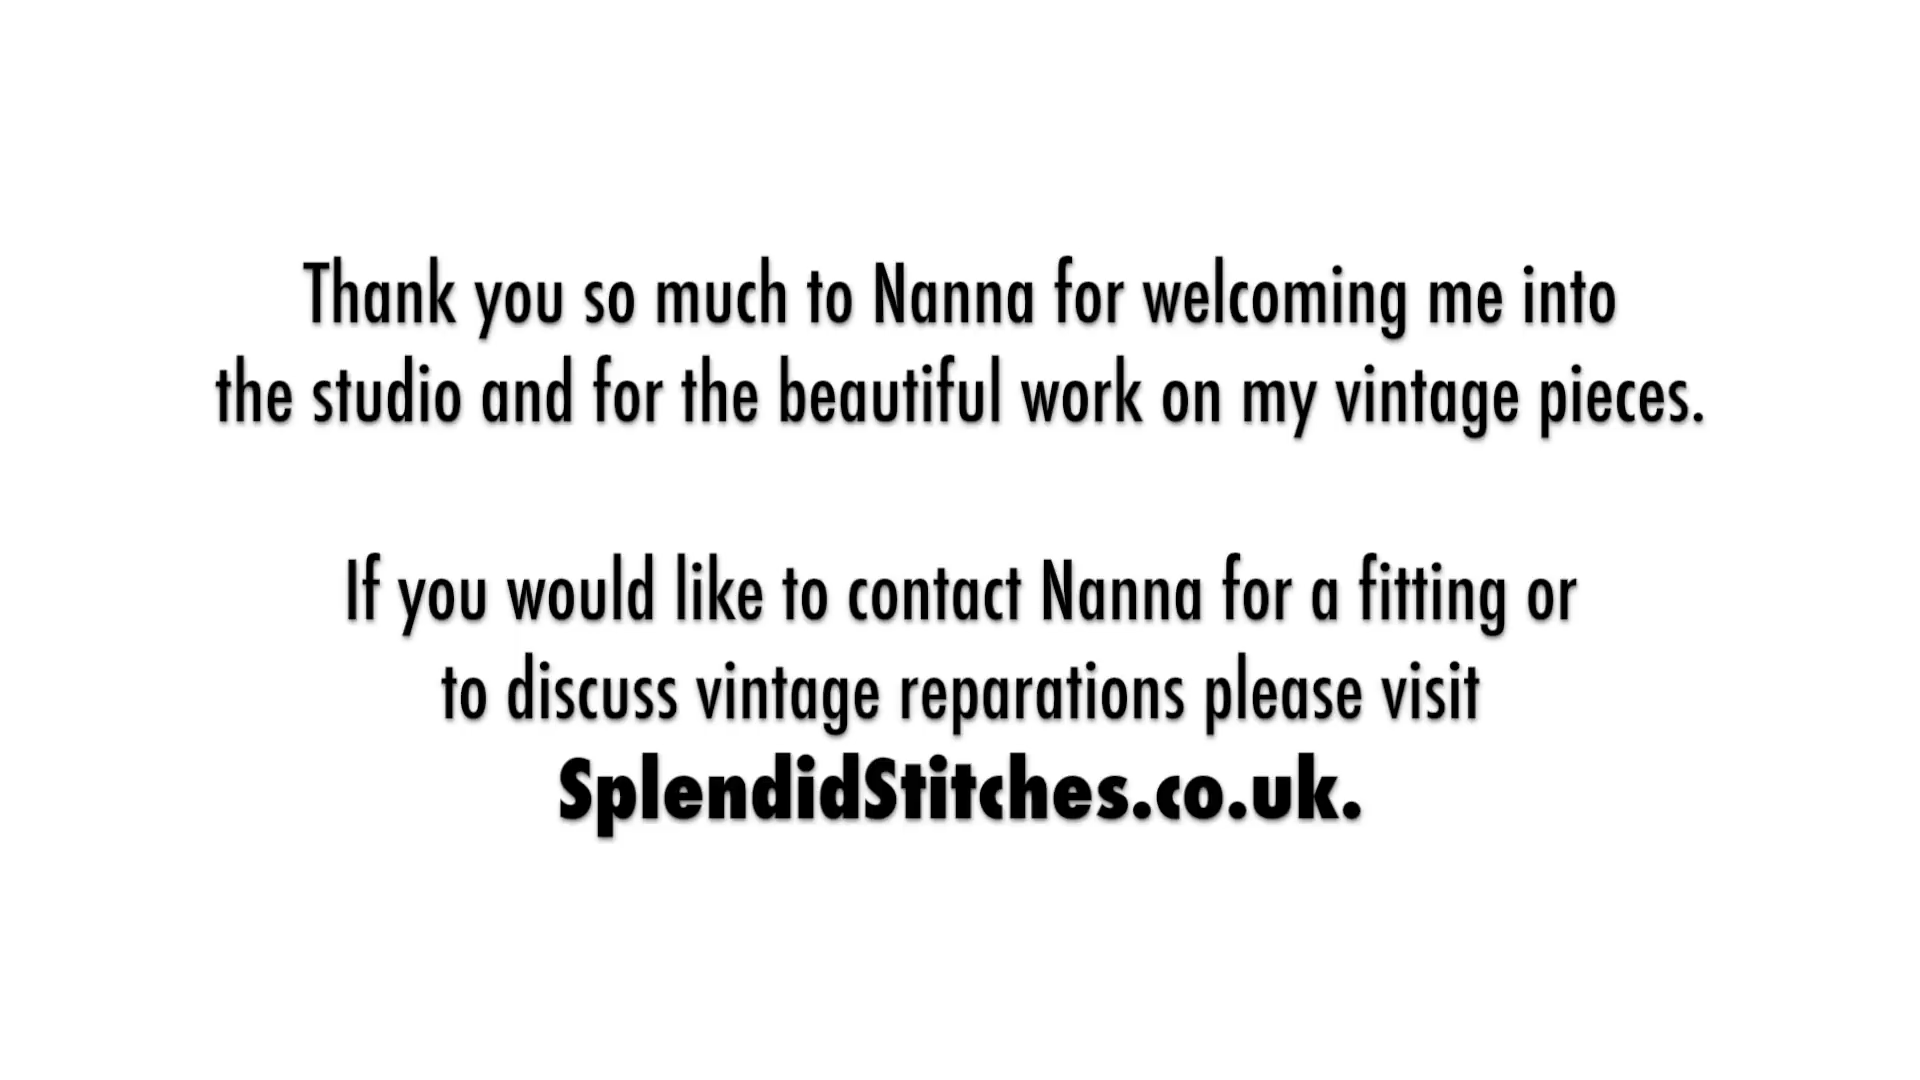 Thank you so much to Nanna for welcoming me into
the studio and for the beautiful work on my vintage pieces.
If you would like to contact Nanna for a fitting or
to discuss vintage reparations please visit
SplendidStitches.co.uk.